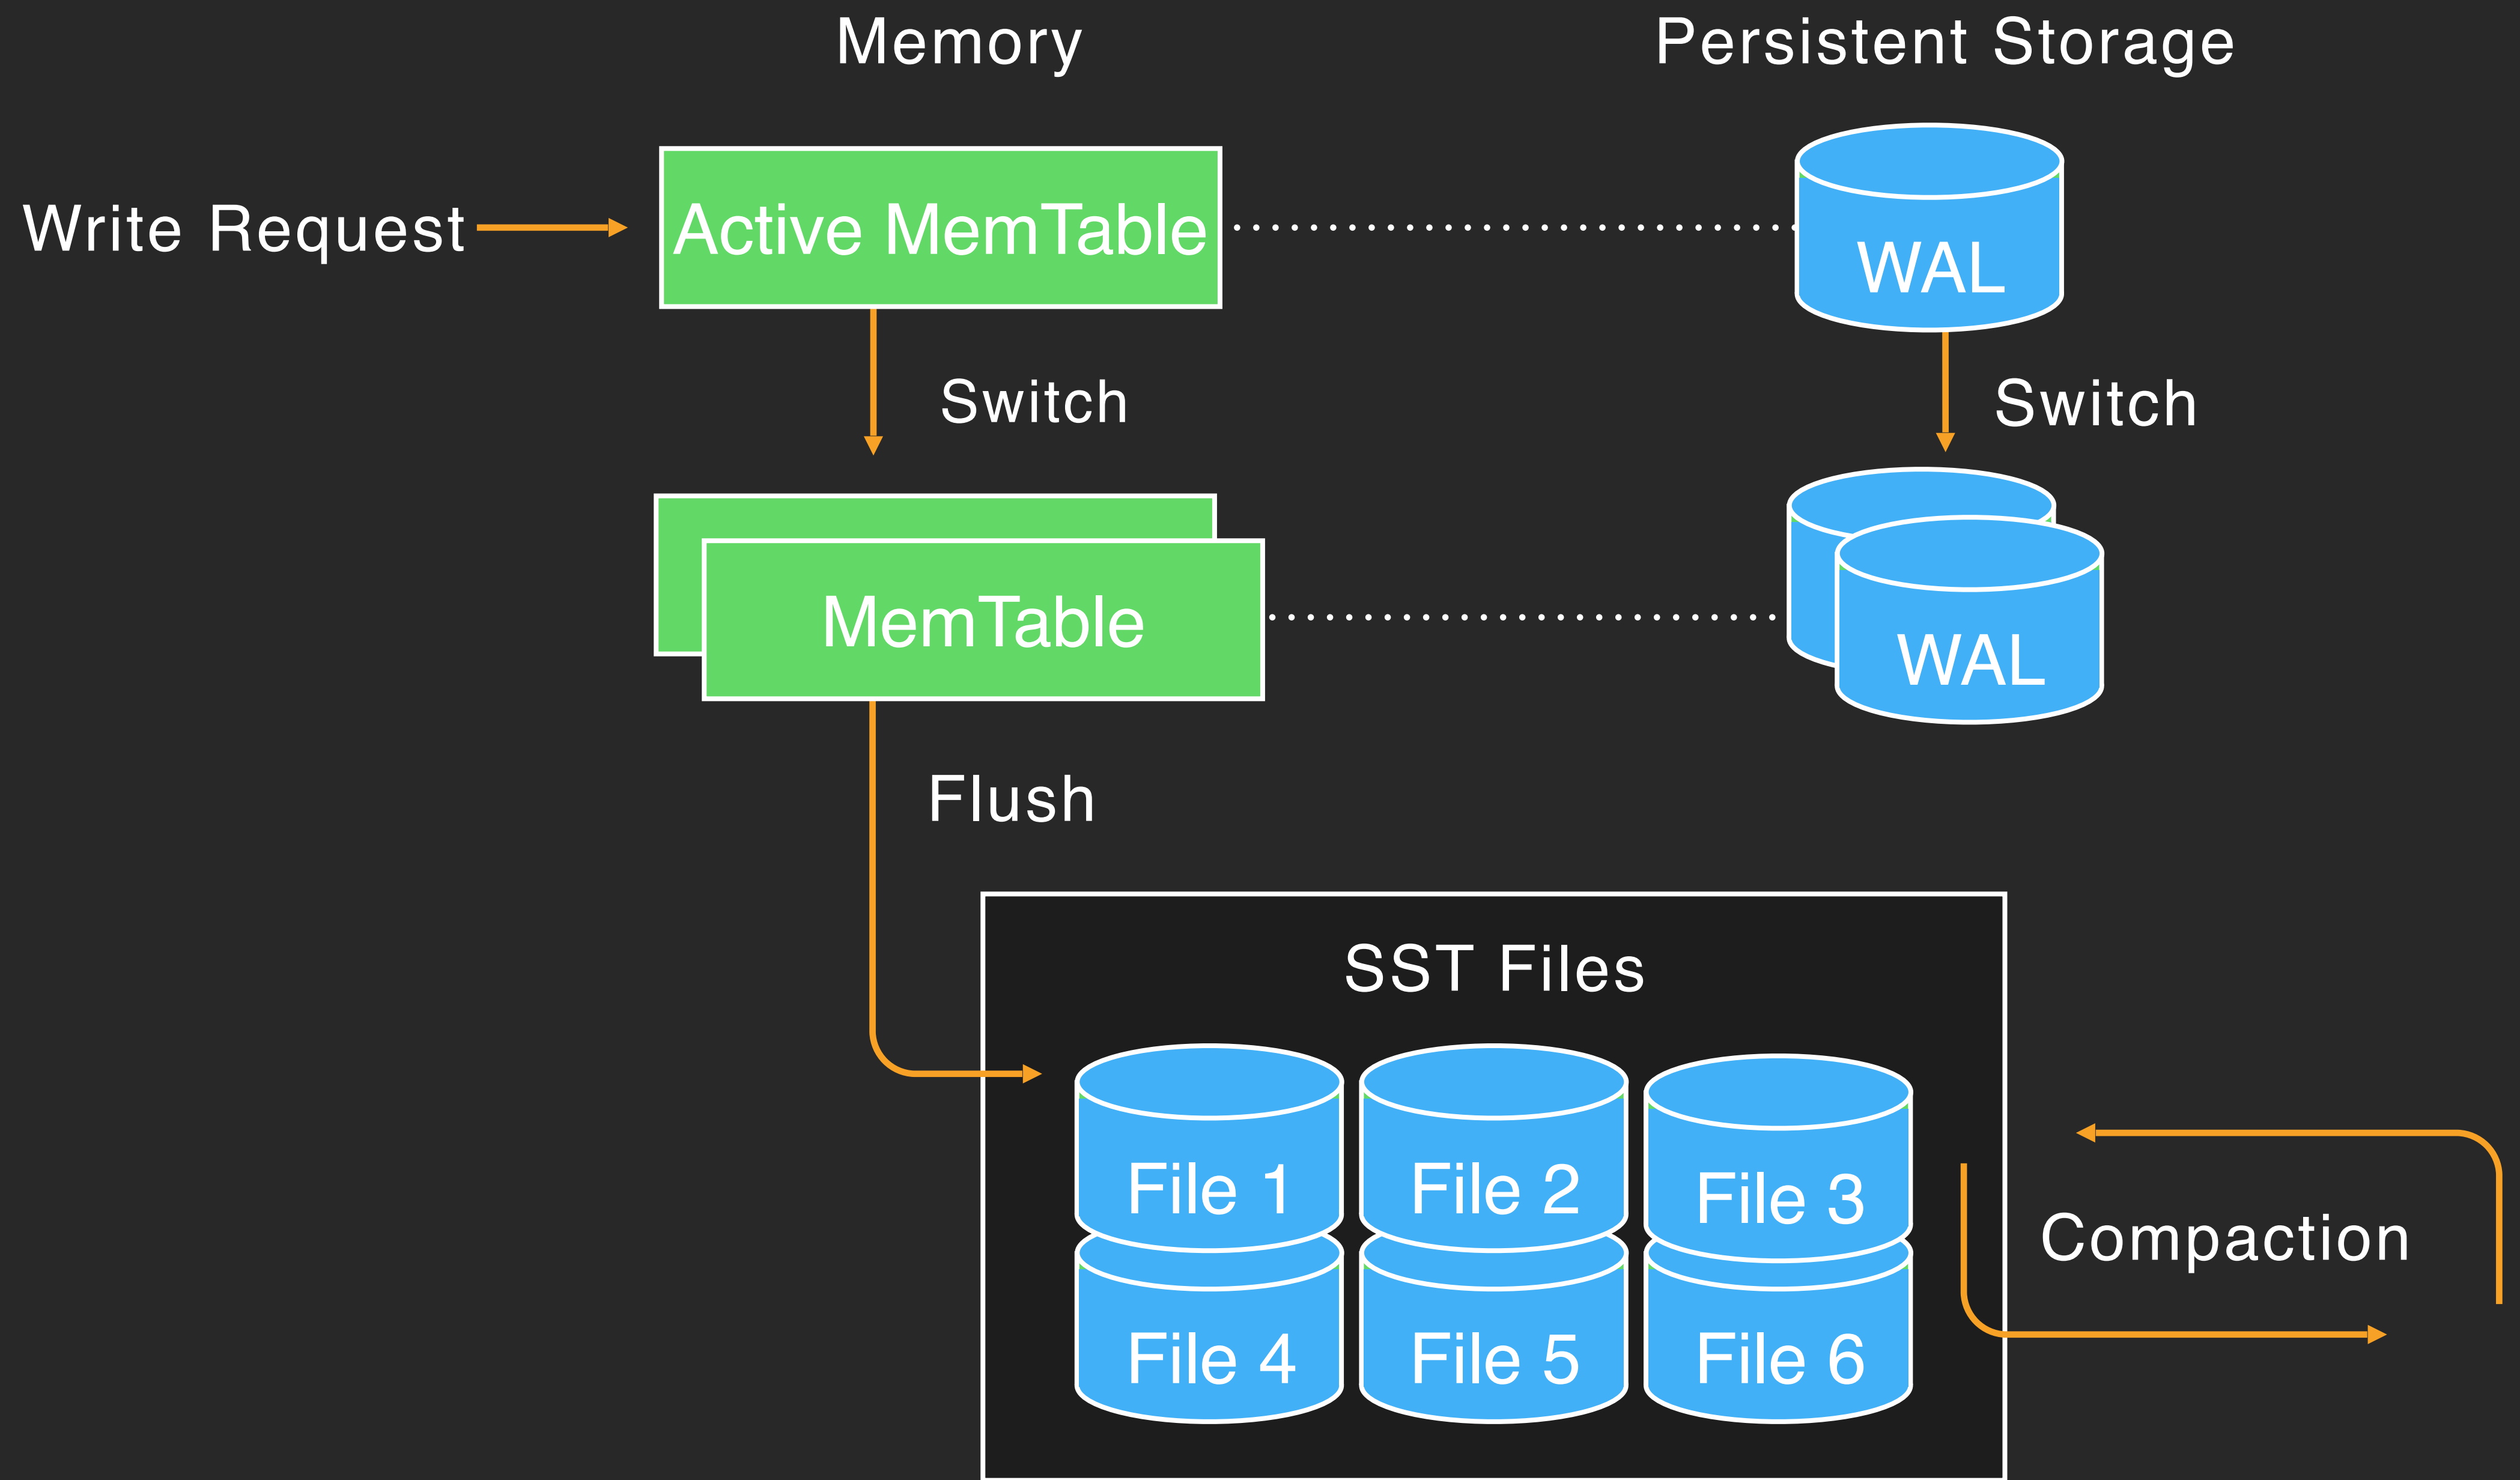 Memory
Persistent Storage
Write Request
Active MemTable
WAL
Switch
Switch
MemTable
WAL
Flush
SST Files
File 1
File 2
File 3
Compaction
File 4
File 5
File 6